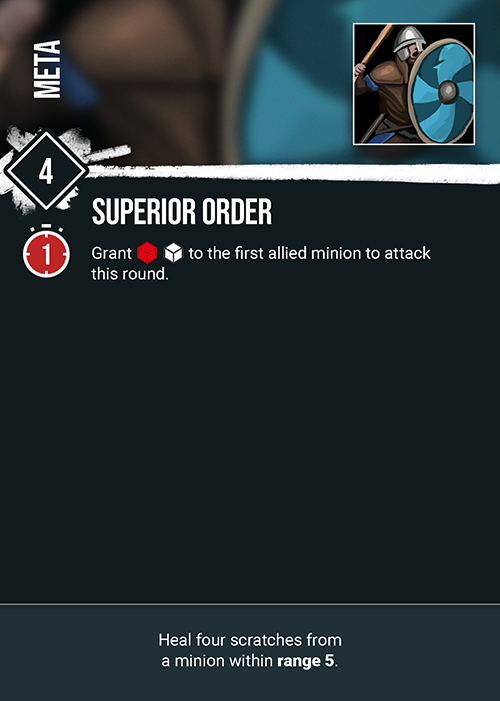 META
4
SUPERIOR ORDER
1
Grant to the first allied minion to attack
this round.
Heal four scratches from
a minion within range 5.